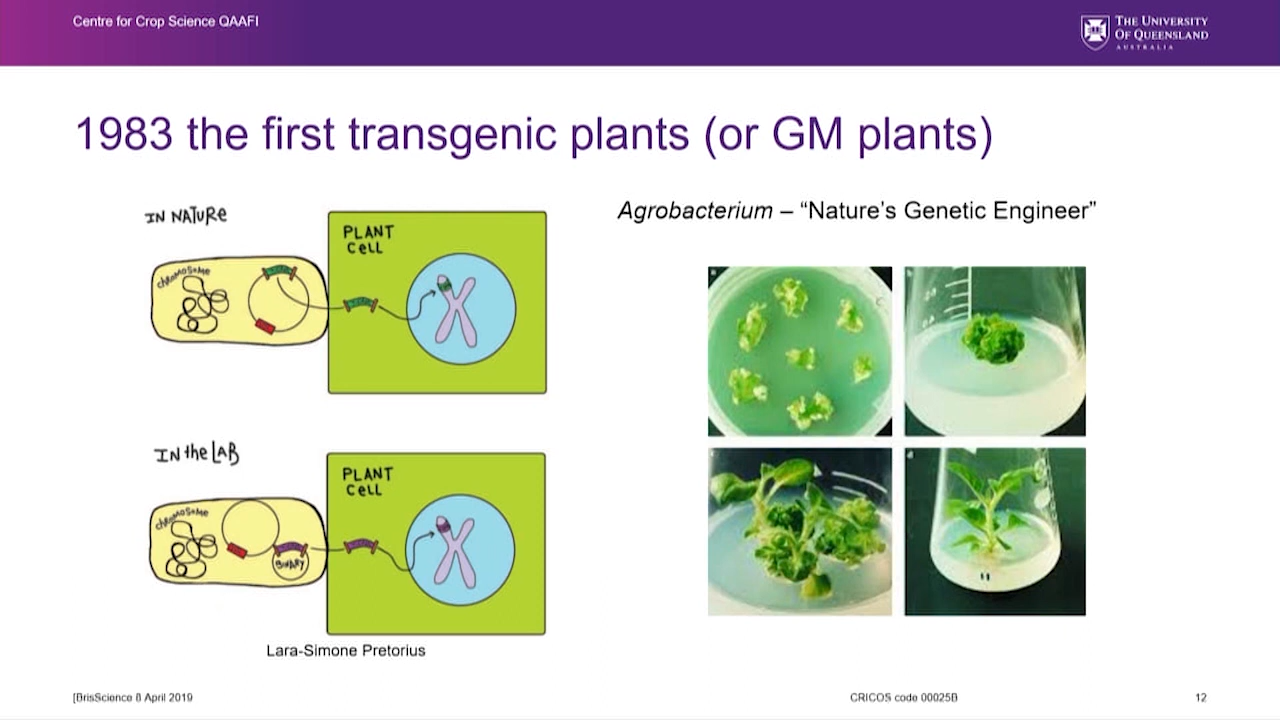 Centre for Crop Science QAAFI
THE UNIVERSITY
OF QUEENSLAND
AUSTRALIA
1983 the first transgenic plants (or GM plants)
IN NATURE
chromosome
PLANT
CeLL
Agrobacterium – “Nature’s Genetic Engineer”
IN the LAB
chromosome
BINARY
PLANT
CeLL
Lara-Simone Pretorius
[BrisScience 8 April 2019
CRICOS code 00025B
12